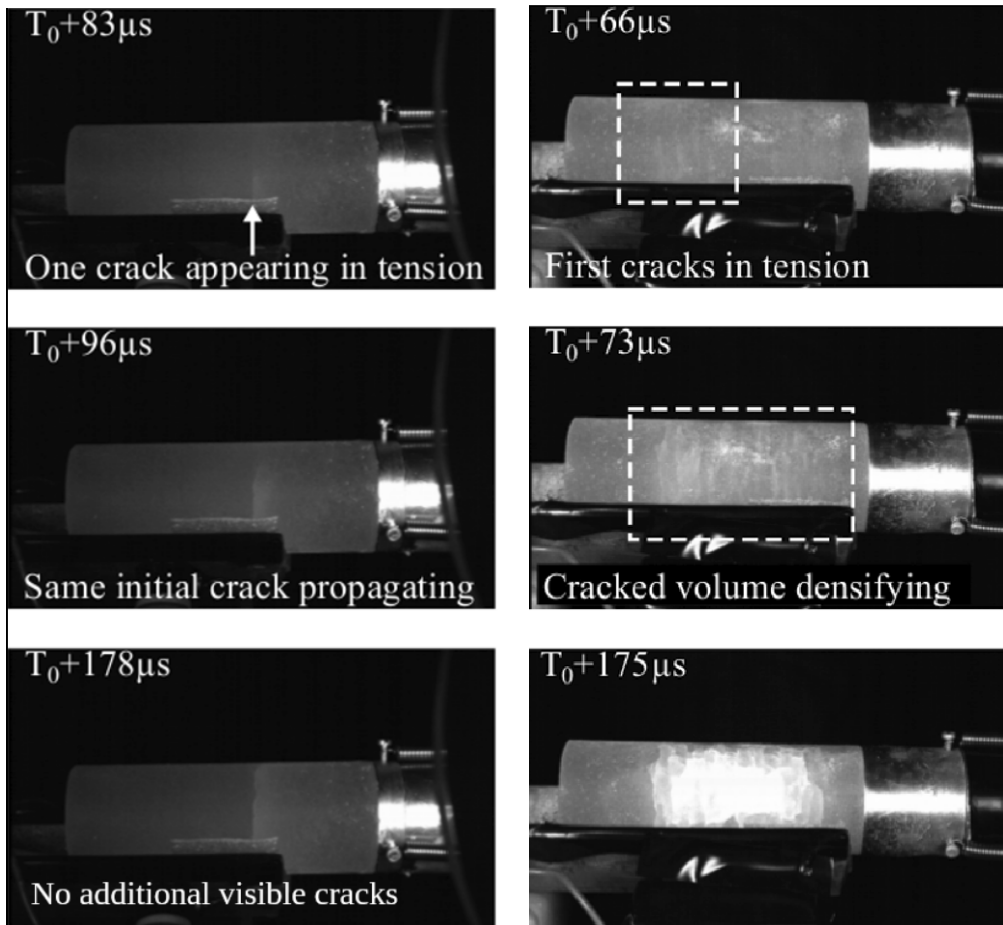 T₀+83μs
One crack appearing in tension
T₀+96μs
Same initial crack propagating
T₀+178μs
No additional visible cracks
T₀+66μs
First cracks in tension
T₀+73μs
Cracked volume densifying
T₀+175μs